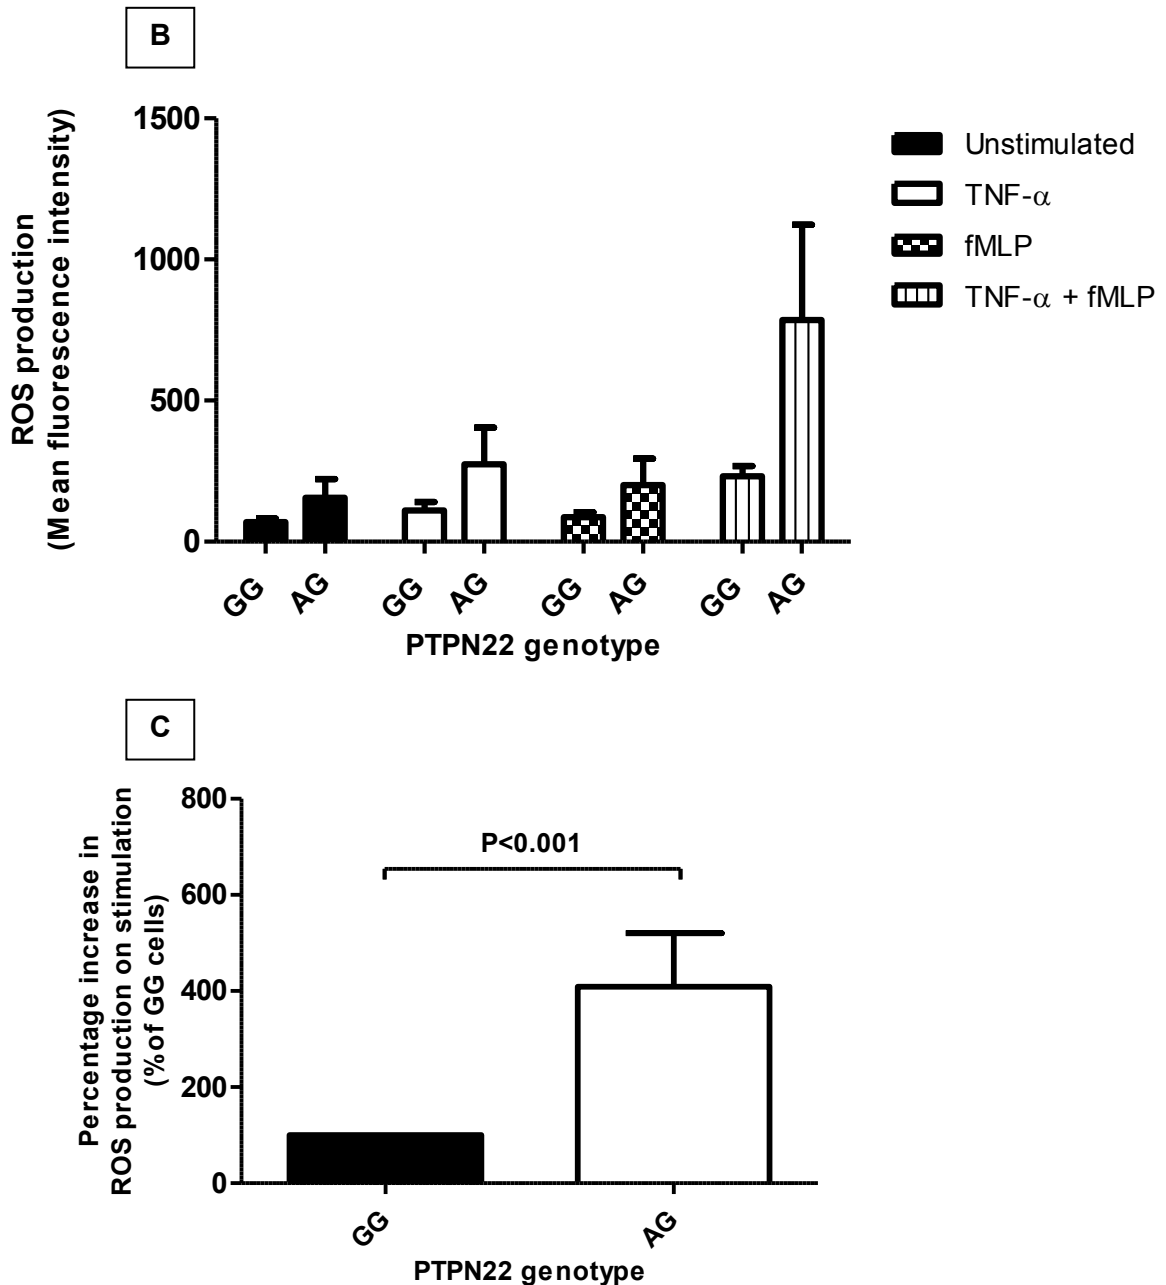 B
ROS production
(Mean fluorescence intensity)
1500
1000
500
0
GG AG GG AG GG AG GG AG
PTPN22 genotype
Unstimulated
TNF-α
fMLP
TNF-α + fMLP
C
Percentage increase in
ROS production on stimulation
(% of GG cells)
800
600
400
200
0
P<0.001
GG AG
PTPN22 genotype